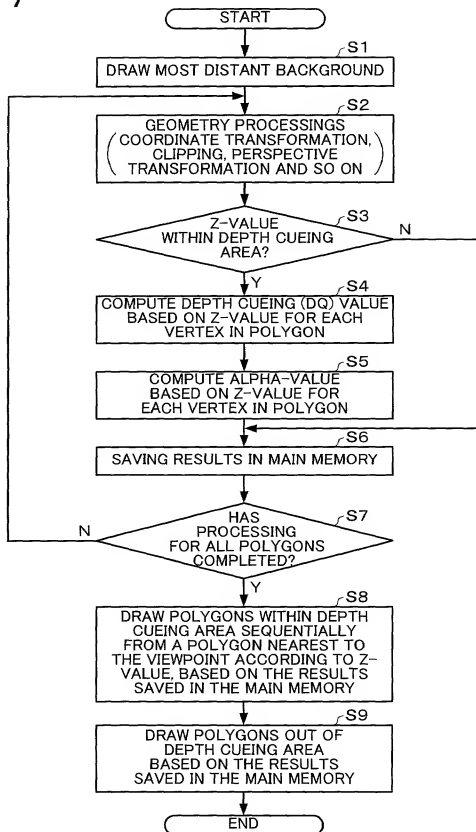 START
S1
DRAW MOST DISTANT BACKGROUND
S2
GEOMETRY PROCESSINGS
(COORDINATE TRANSFORMATION,
CLIPPING, PERSPECTIVE
TRANSFORMATION AND SO ON)
S3
Z-VALUE
WITHIN DEPTH CUEING
AREA?
N
Y
S4
COMPUTE DEPTH CUEING (DQ) VALUE
BASED ON Z-VALUE FOR EACH
VERTEX IN POLYGON
S5
COMPUTE ALPHA-VALUE
BASED ON Z-VALUE FOR
EACH VERTEX IN POLYGON
S6
SAVING RESULTS IN MAIN MEMORY
S7
HAS
PROCESSING
FOR ALL POLYGONS
COMPLETED?
N
Y
S8
DRAW POLYGONS WITHIN DEPTH
CUEING AREA SEQUENTIALLY
FROM A POLYGON NEAREST TO
THE VIEWPOINT ACCORDING TO Z-
VALUE, BASED ON THE RESULTS
SAVED IN THE MAIN MEMORY
S9
DRAW POLYGONS OUT OF
DEPTH CUEING AREA
BASED ON THE RESULTS
SAVED IN THE MAIN MEMORY
END